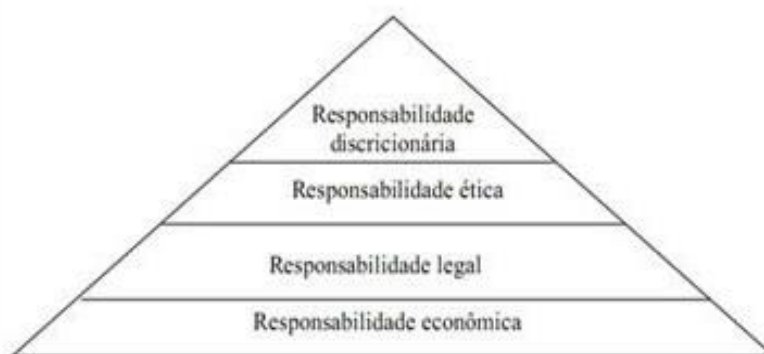 Responsabilidade
discricionária
Responsabilidade ética
Responsabilidade legal
Responsabilidade econômica